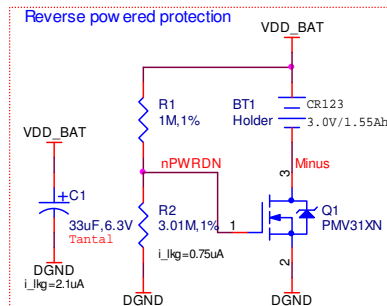 Reverse powered protection
VDD_BAT
R1
1M,1%
BT1
Holder
CR123
3.0V/1.55Ah
VDD_BAT
nPWRDN
Minus
C1
33uF,6.3V
Tantal
i_lkg=2.1uA
R2
3.01M,1%
i_lkg=0.75uA
1
3
2
Q1
PMV31XN
DGND
DGND
DGND